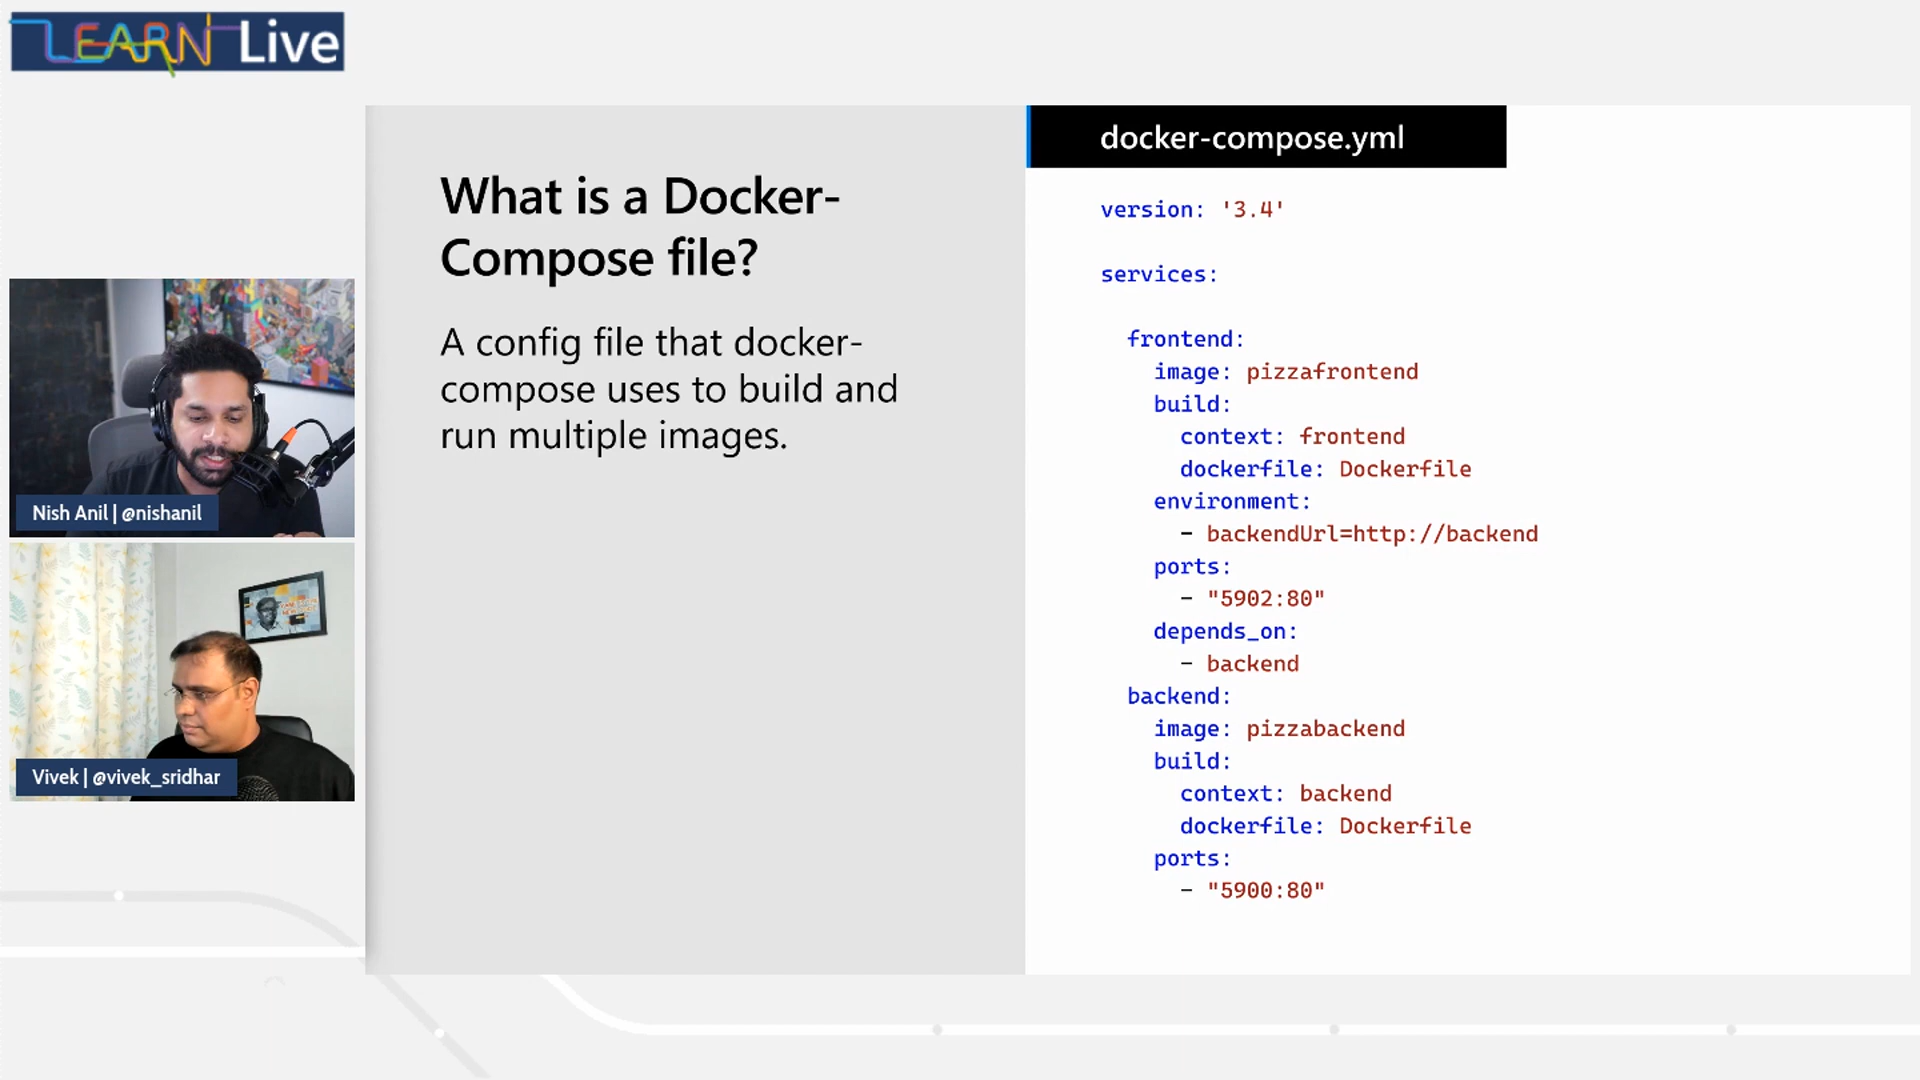 LEARN Live
What is a Docker-
Compose file?
A config file that docker-
compose uses to build and
run multiple images.
docker-compose.yml
version: '3.4'
services:
frontend:
image: pizzafrontend
build:
context: frontend
dockerfile: Dockerfile
environment:
- backendUrl=http://backend
ports:
- "5902:80"
depends_on:
- backend
backend:
image: pizzabackend
build:
context: backend
dockerfile: Dockerfile
ports:
- "5900:80"
Nish Anil | @nishanil
Vivek | @vivek_sridhar